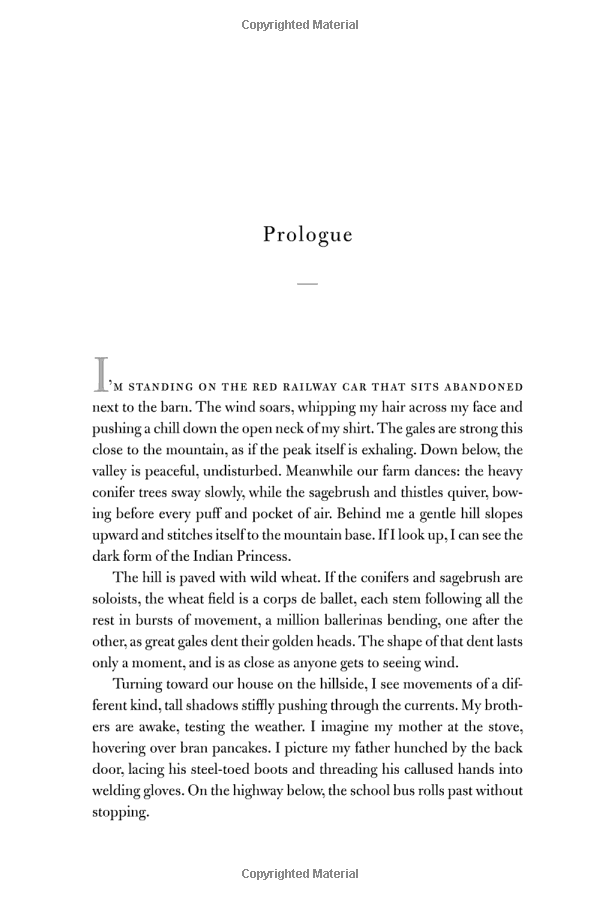 Copyrighted Material
Prologue
I'M STANDING ON THE RED RAILWAY CAR THAT SITS ABANDONED
next to the barn. The wind soars, whipping my hair across my face and
pushing a chill down the open neck of my shirt. The gales are strong this
close to the mountain, as if the peak itself is exhaling. Down below, the
valley is peaceful, undisturbed. Meanwhile our farm dances: the heavy
conifer trees sway slowly, while the sagebrush and thistles quiver, bow-
ing before every puff and pocket of air. Behind me a gentle hill slopes
upward and stitches itself to the mountain base. If I look up, I can see the
dark form of the Indian Princess.
The hill is paved with wild wheat. If the conifers and sagebrush are
soloists, the wheat field is a corps de ballet, each stem following all the
rest in bursts of movement, a million ballerinas bending, one after the
other, as great gales dent their golden heads. The shape of that dent lasts
only a moment, and is as close as anyone gets to seeing wind.
Turning toward our house on the hillside, I see movements of a dif-
ferent kind, tall shadows stiffly pushing through the currents. My broth-
ers are awake, testing the weather. I imagine my mother at the stove,
hovering over bran pancakes. I picture my father hunched by the back
door, lacing his steel-toed boots and threading his callused hands into
welding gloves. On the highway below, the school bus rolls past without
stopping.
Copyrighted Material